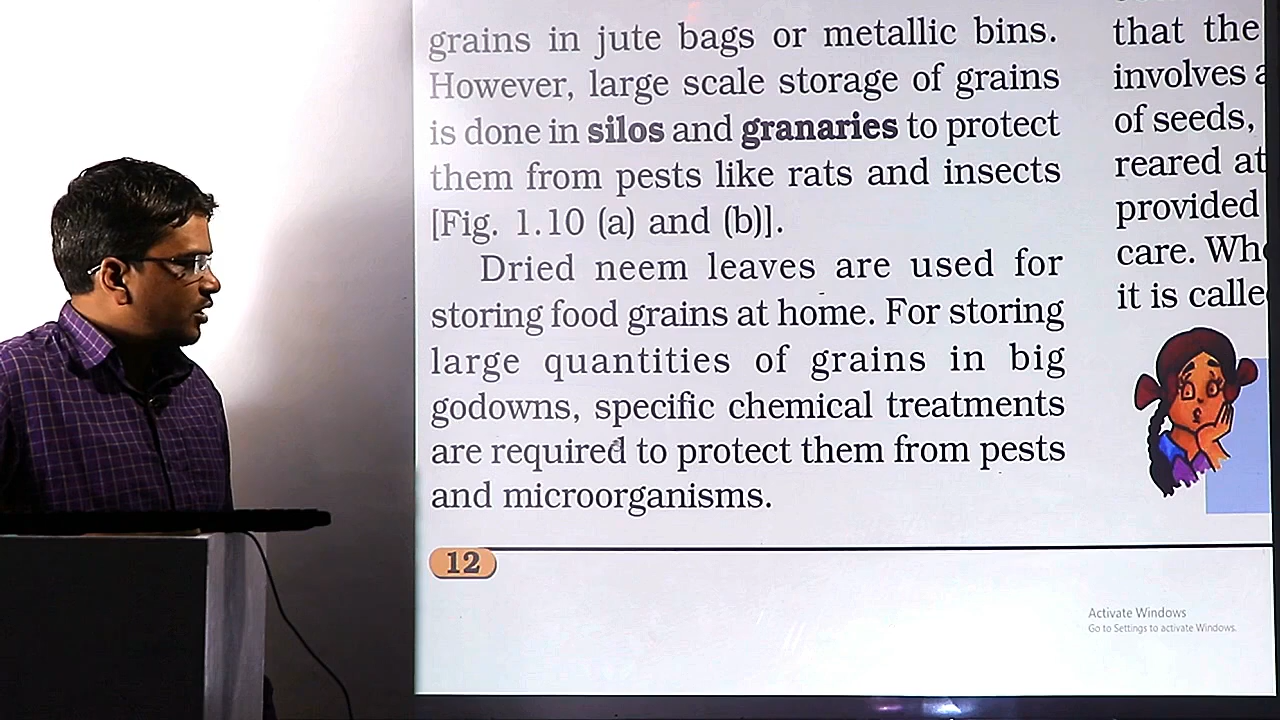 grains in jute bags or metallic bins.
However, large scale storage of grains
is done in silos and granaries to protect
them from pests like rats and insects
[Fig. 1.10 (a) and (b)].
Dried neem leaves are used for
storing food grains at home. For storing
large quantities of grains in big
godowns, specific chemical treatments
are required to protect them from pests
and microorganisms.
12
that the
involves
of seeds,
reared at
provided
care.
it is
Activate Windows
Go to Settings to activate Windows.